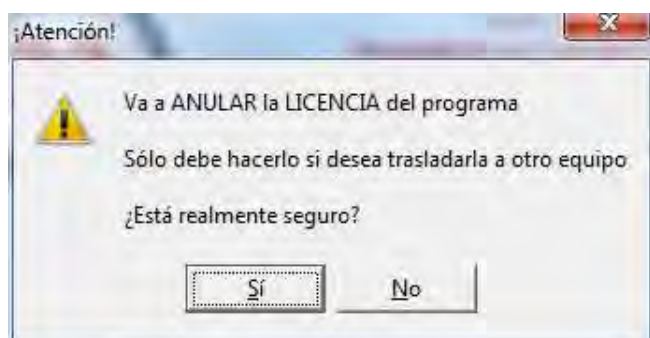 ¡Atención!
Va a ANULAR la LICENCIA del programa
Sólo debe hacerlo si desea trasladarla a otro equipo
¿Está realmente seguro?
Sí No